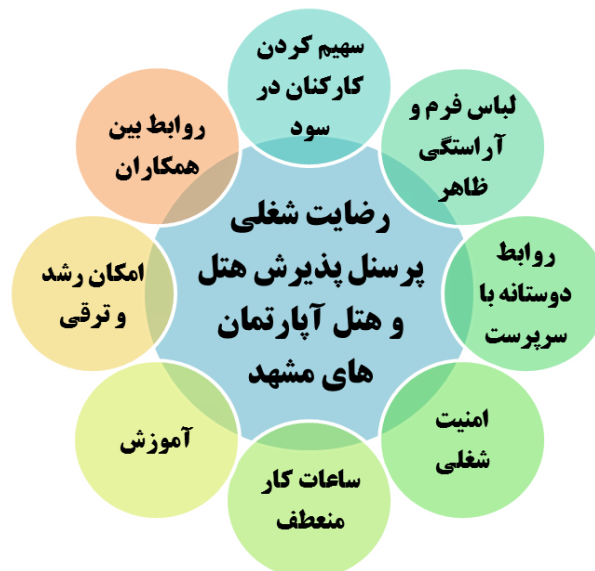 سهیم کردن
کارکنان در
سود
لباس فرم و
آراستگی
ظاهر
روابط
دوستانه با
سرپرست
امنیت
شغلی
ساعات کار
منعطف
آموزش
امکان رشد
و ترقی
روابط بین
همکاران
رضایت شغلی
پرسنل پذیرش هتل
و هتل آپارتمان
های مشهد